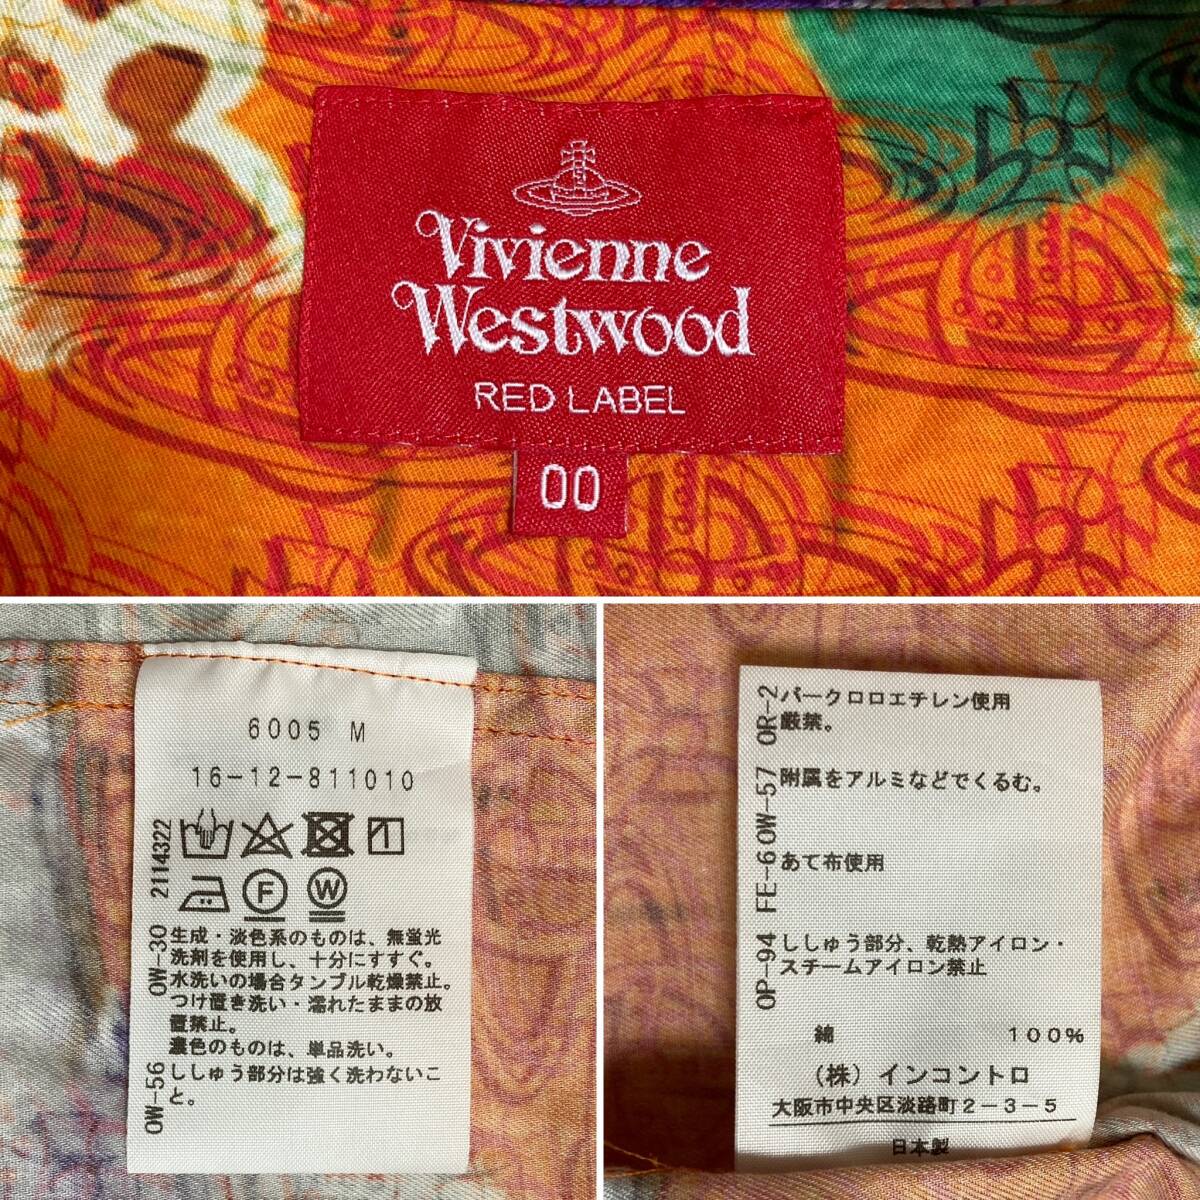 Vivienne
Westwood
RED LABEL
00
6005 M
16-12-811010
2114322
F
W
OW-30
生成・淡色系のものは、無蛍光
洗剤を使用し、十分にすすぐ。
水洗いの場合タンブル乾燥禁止。
つけ置き洗い・濡れたままの放
置禁止。
濃色のものは、単品洗い。
OW-56
ししゅう部分は強く洗わないこ
と。
OR-2
パークロロエチレン使用
厳禁。
OW-57
附属をアルミなどでくるむ。
FE-6
あて布使用
OP-94
ししゅう部分、乾熱アイロン・
スチームアイロン禁止
綿 100%
(株)インコントロ
大阪市中央区淡路町2-3-5
日本製